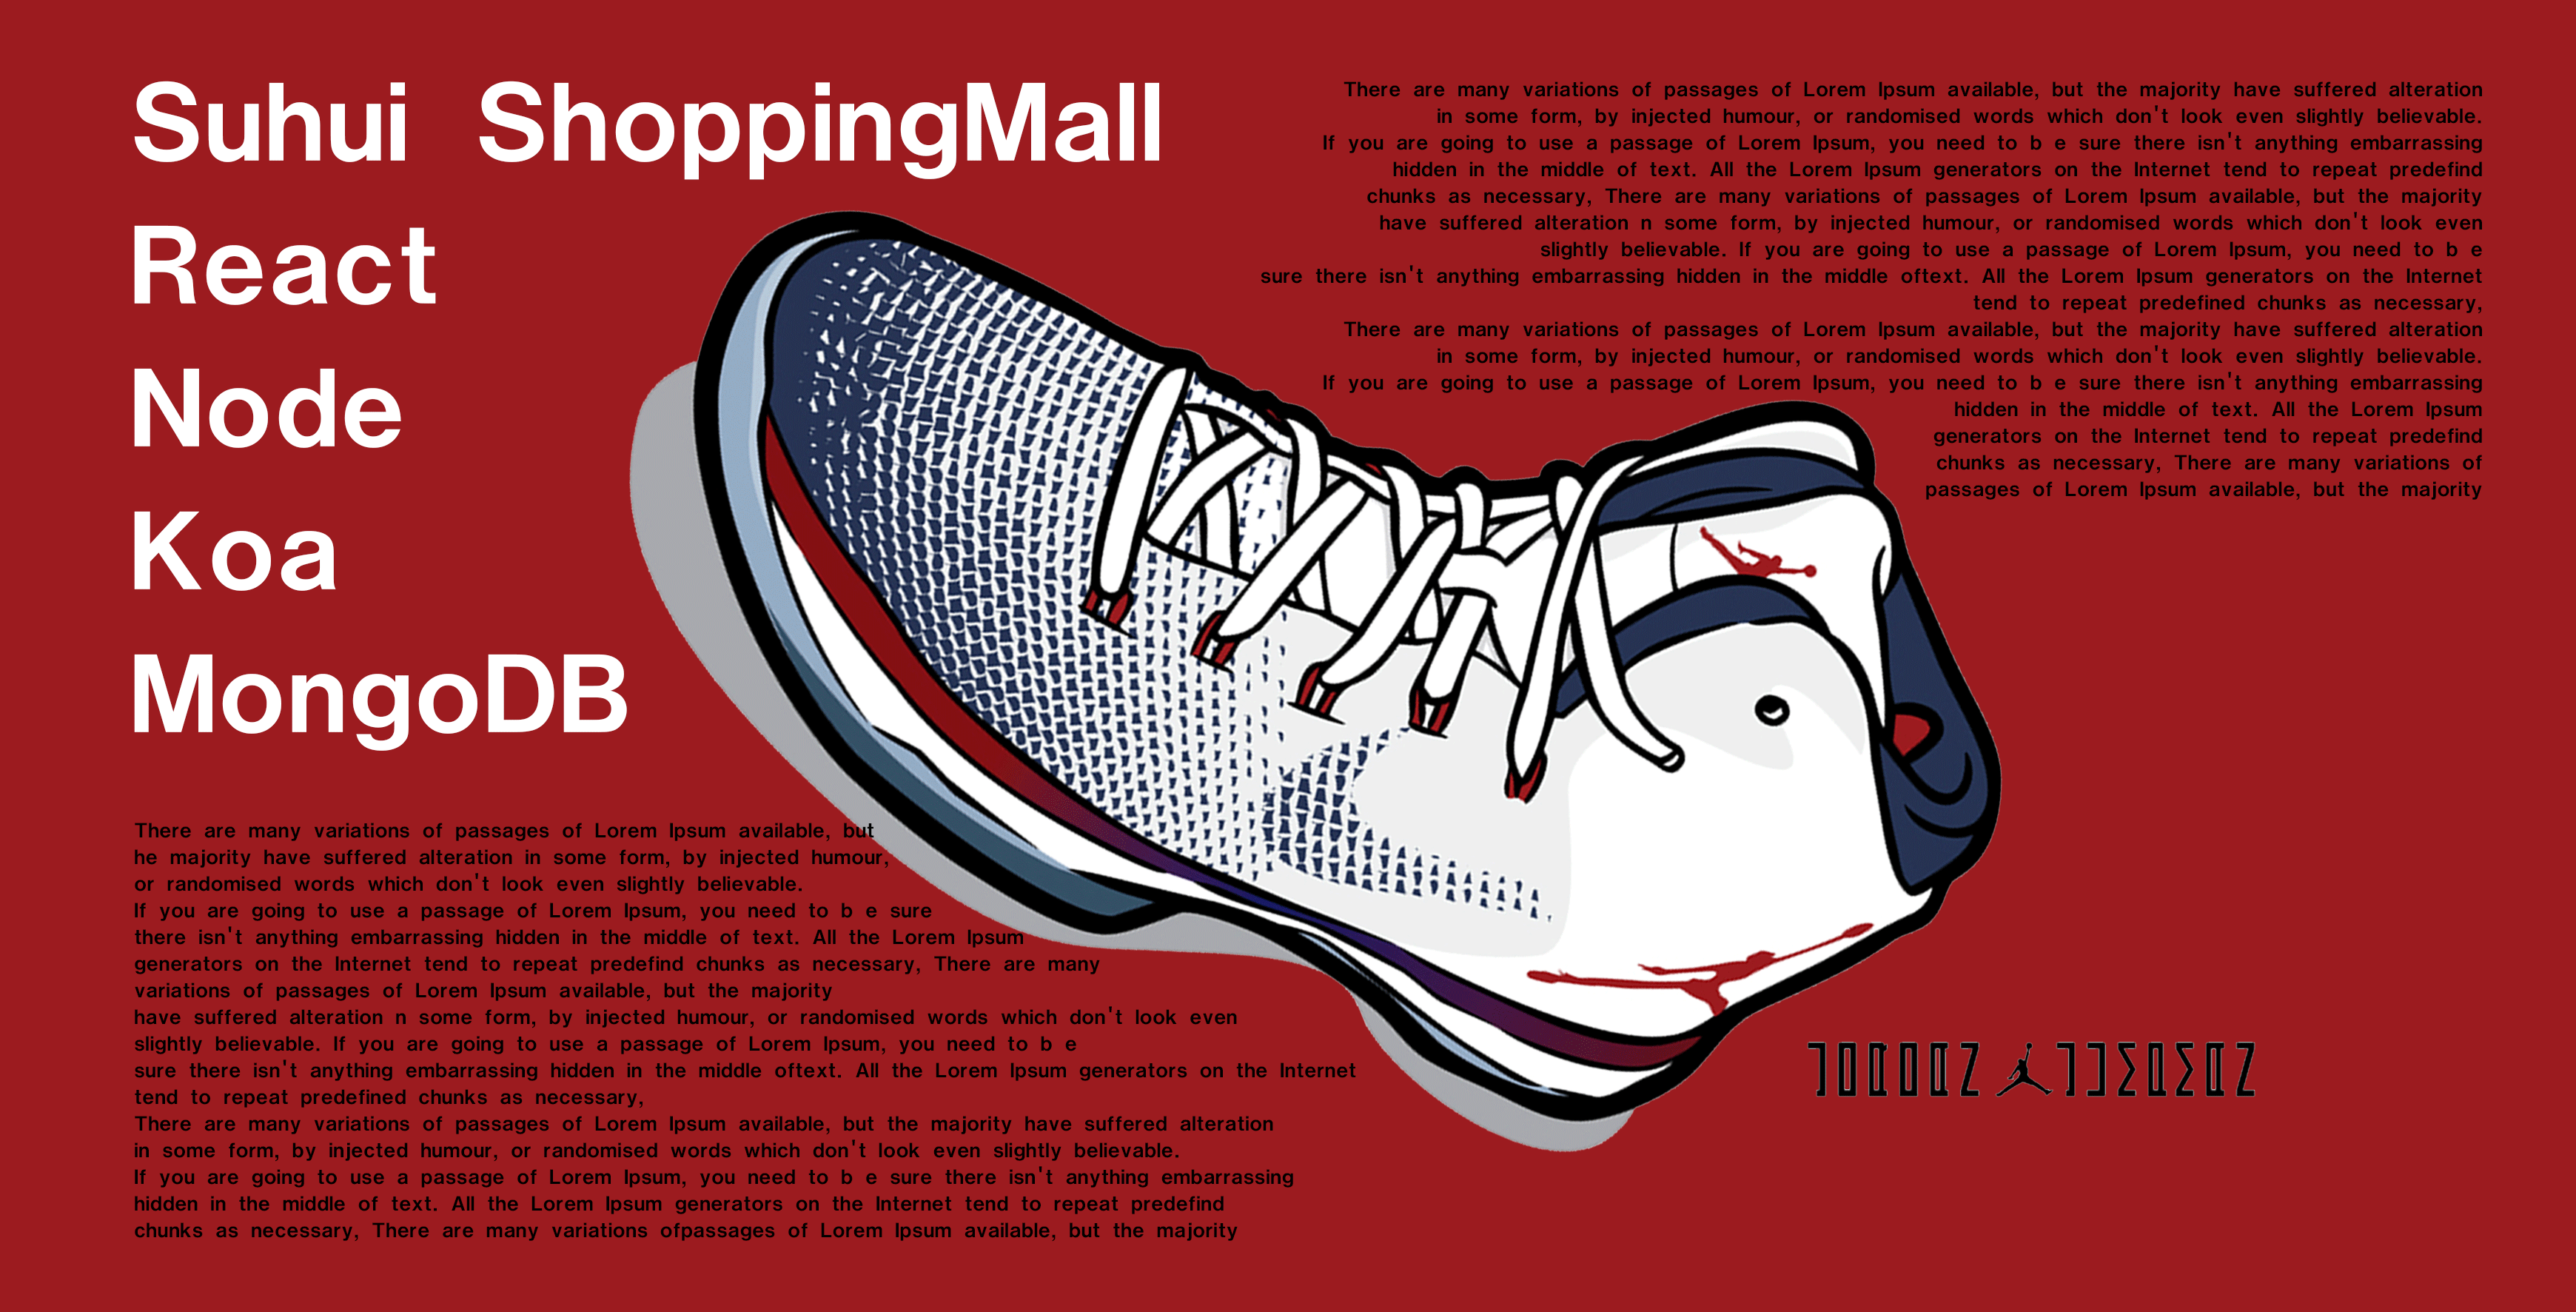 Suhui ShoppingMall
React
Node
Koa
MongoDB
There are many variations of passages of Lorem Ipsum available, but the majority have suffered alteration
in some form, by injected humour, or randomised words which don't look even slightly believable.
If you are going to use a passage of Lorem Ipsum, you need to b e sure there isn't anything embarrassing
hidden in the middle of text. All the Lorem Ipsum generators on the Internet tend to repeat predefind
chunks as necessary, There are many variations of passages of Lorem Ipsum available, but the majority
have suffered alteration n some form, by injected humour, or randomised words which don't look even
slightly believable. If you are going to use a passage of Lorem Ipsum, you need to b e
sure there isn't anything embarrassing hidden in the middle oftext. All the Lorem Ipsum generators on the Internet
tend to repeat predefined chunks as necessary,
There are many variations of passages of Lorem Ipsum available, but the majority have suffered alteration
in some form, by injected humour, or randomised words which don't look even slightly believable.
If you are going to use a passage of Lorem Ipsum, you need to b e sure there isn't anything embarrassing
hidden in the middle of text. All the Lorem Ipsum
generators on the Internet tend to repeat predefind
chunks as necessary, There are many variations of
passages of Lorem Ipsum available, but the majority
There are many variations of passages of Lorem Ipsum available, but
he majority have suffered alteration in some form, by injected humour,
or randomised words which don't look even slightly believable.
If you are going to use a passage of Lorem Ipsum, you need to b e sure
there isn't anything embarrassing hidden in the middle of text. All the Lorem Ipsum
generators on the Internet tend to repeat predefind chunks as necessary, There are many
variations of passages of Lorem Ipsum available, but the majority
have suffered alteration n some form, by injected humour, or randomised words which don't look even
slightly believable. If you are going to use a passage of Lorem Ipsum, you need to b e
sure there isn't anything embarrassing hidden in the middle oftext. All the Lorem Ipsum generators on the Internet
tend to repeat predefined chunks as necessary,
There are many variations of passages of Lorem Ipsum available, but the majority have suffered alteration
in some form, by injected humour, or randomised words which don't look even slightly believable.
If you are going to use a passage of Lorem Ipsum, you need to b e sure there isn't anything embarrassing
hidden in the middle of text. All the Lorem Ipsum generators on the Internet tend to repeat predefind
chunks as necessary, There are many variations ofpassages of Lorem Ipsum available, but the majority